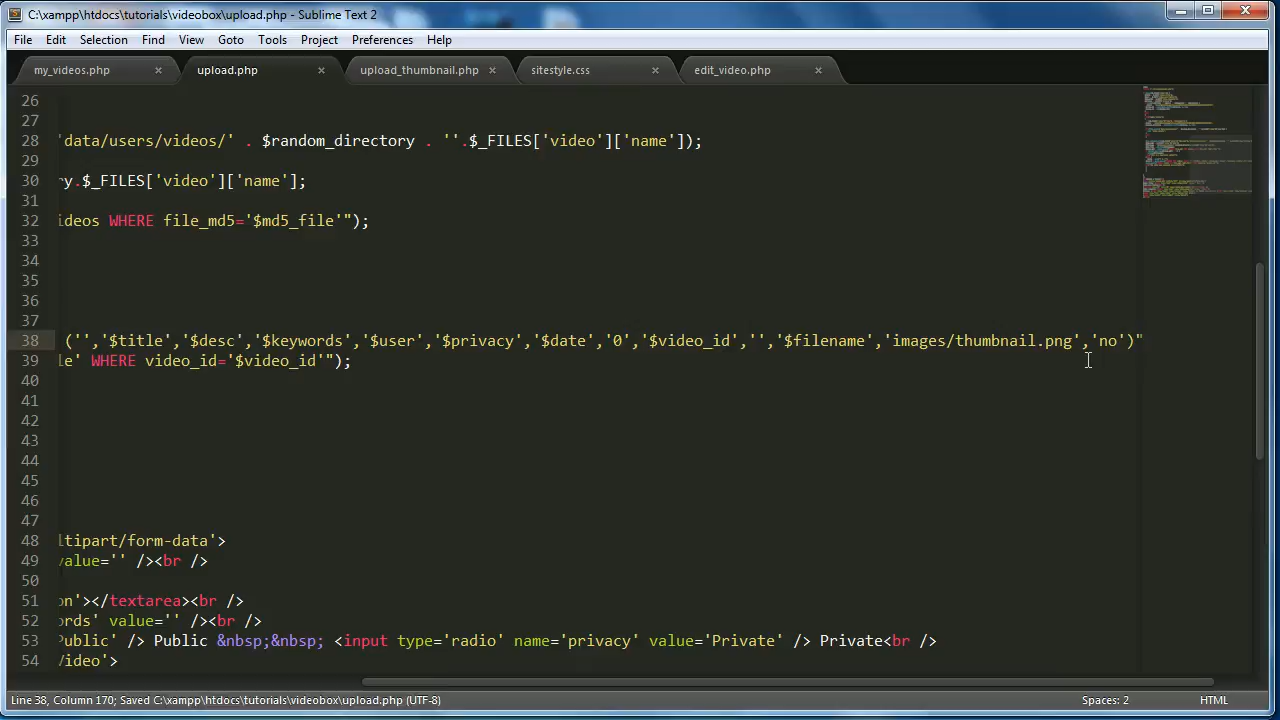 C:\xampp\htdocs\tutorials\videobox\upload.php - Sublime Text 2
File Edit Selection Find View Goto Tools Project Preferences Help
my_videos.php × upload.php × upload_thumbnail.php × sitestyle.css × edit_video.php ×
26
27
28 'data/users/videos/' . $random_directory . '' .$_FILES['video']['name']);
29
30 ry.$_FILES['video']['name'];
31
32 ideos WHERE file_md5='$md5_file'");
33
34
35
36
37
38 ('','$title','$desc','$keywords','$user','$privacy','$date','0','$video_id','','$filename','images/thumbnail.png','no')"
39 le' WHERE video_id='$video_id'");
40
41
42
43
44
45
46
47
48 ltipart/form-data'>
49 value='' /><br />
50
51 on'></textarea><br />
52 ords' value='' /><br />
53 Public' /> Public &nbsp;&nbsp; <input type='radio' name='privacy' value='Private' /> Private<br />
54 /ideo'>
Line 38, Column 170; Saved C:\xampp\htdocs\tutorials\videobox\upload.php (UTF-8) Spaces: 2 HTML